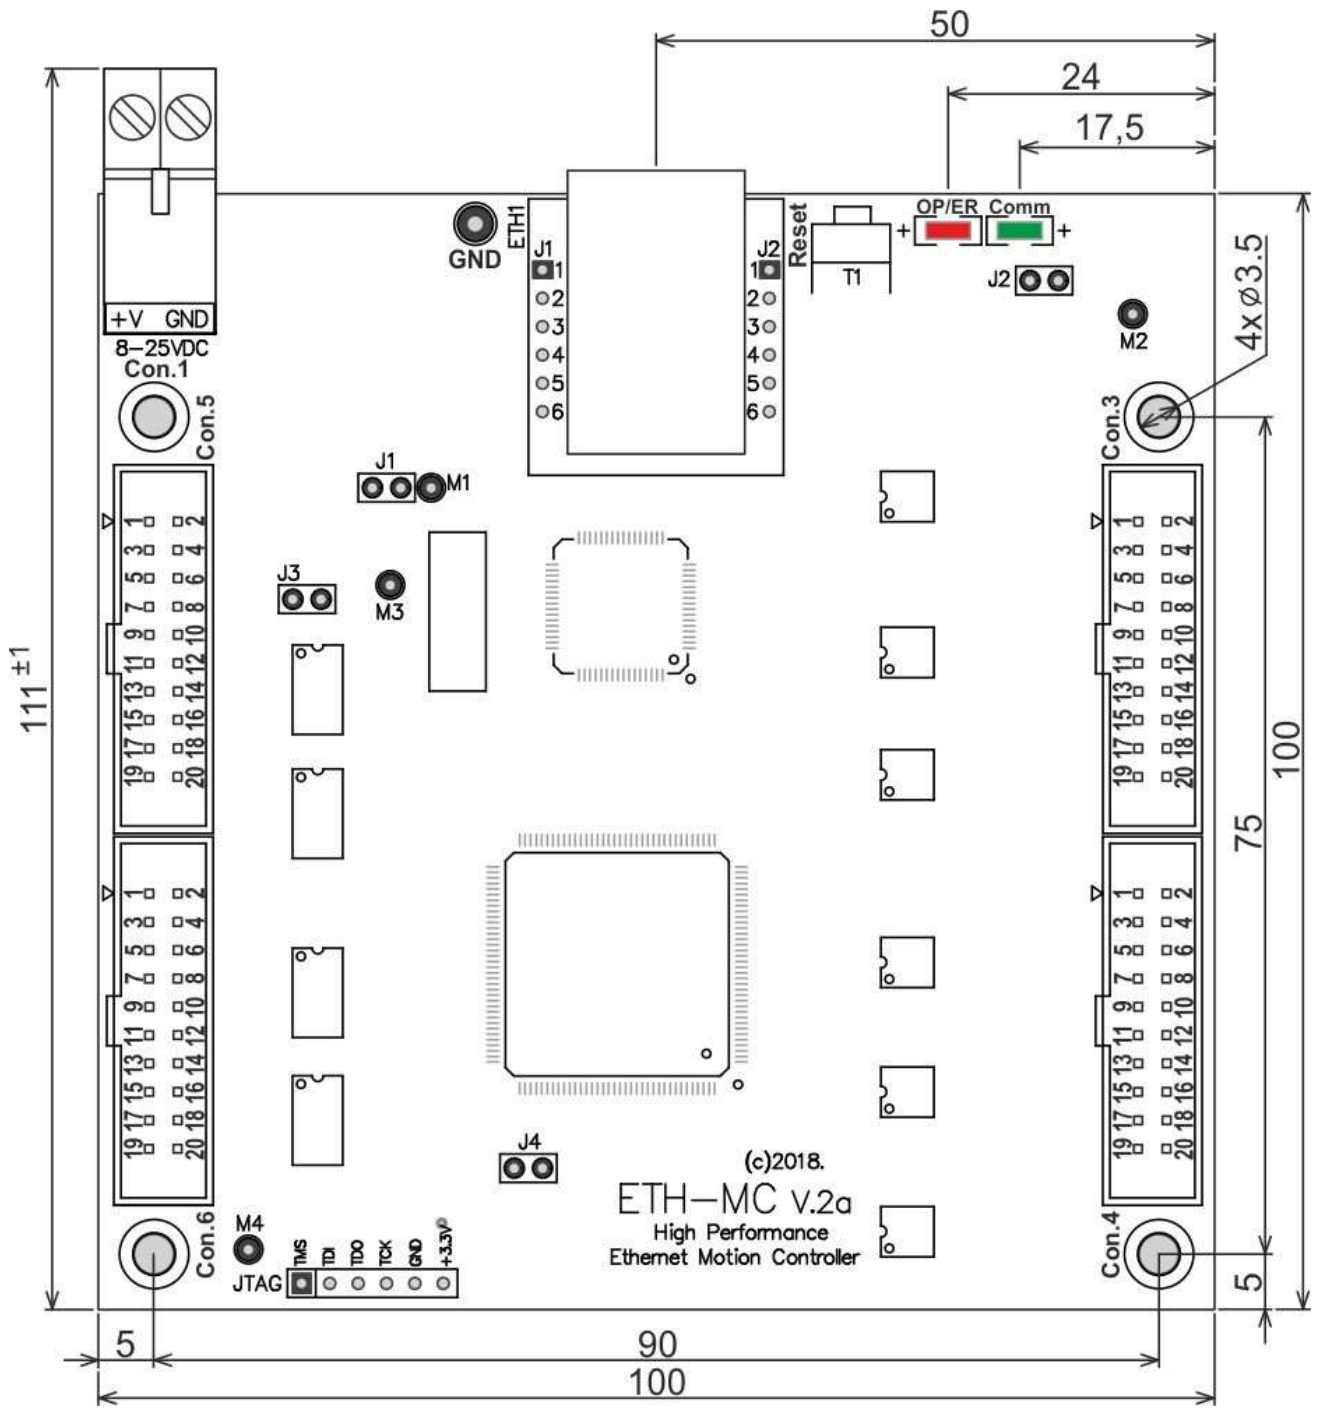 50
24
17,5
OP/ER Comm
+ +
ETH1
GND
Reset
J1 J2
1 1
2 2
3 3
4 4
5 5
6 6
T1
J2
M2
4xø3.5
+V GND
8-25VDC
Con.1
Con.5
Con.3
J1
M1
J3
M3
1 2
3 4
5 6
7 8
9 10
11 12
13 14
15 16
17 18
19 20
1 2
3 4
5 6
7 8
9 10
11 12
13 14
15 16
17 18
19 20
111 ±1
100
75
1 2
3 4
5 6
7 8
9 10
11 12
13 14
15 16
17 18
19 20
1 2
3 4
5 6
7 8
9 10
11 12
13 14
15 16
17 18
19 20
J4
(c)2018.
ETH-MC V.2a
High Performance
Ethernet Motion Controller
Con.6
M4
JTAG
TMS
TDI
TDO
TCK
GND
+3.3V
Con.4
5
5
90
100